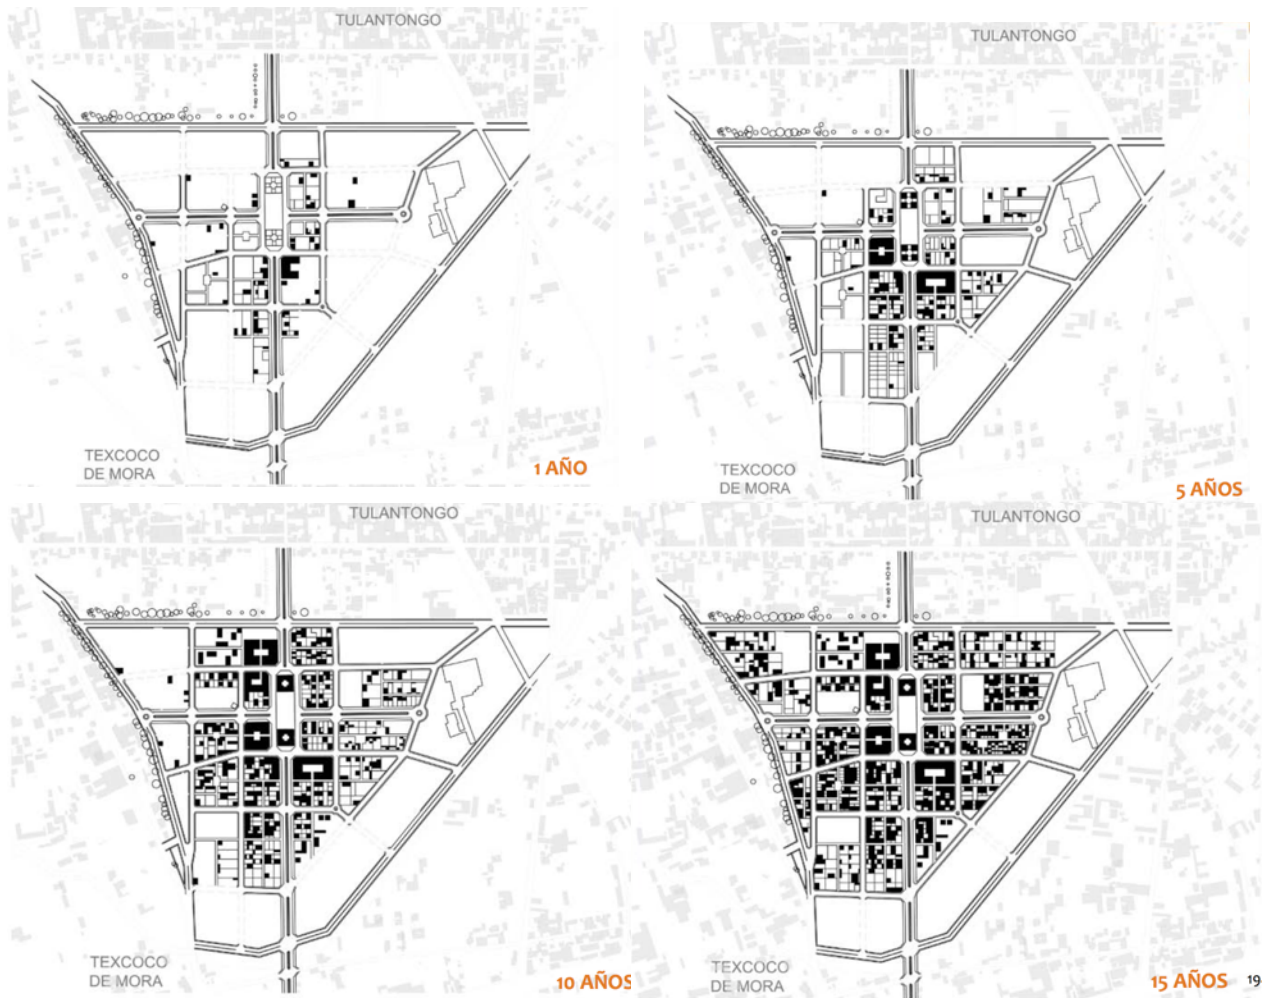 TULANTONGO
TEXCOCO
DE MORA
1 AÑO
TULANTONGO
TEXCOCO
DE MORA
5 AÑOS
TULANTONGO
TEXCOCO
DE MORA
10 AÑOS
TULANTONGO
TEXCOCO
DE MORA
15 AÑOS
19